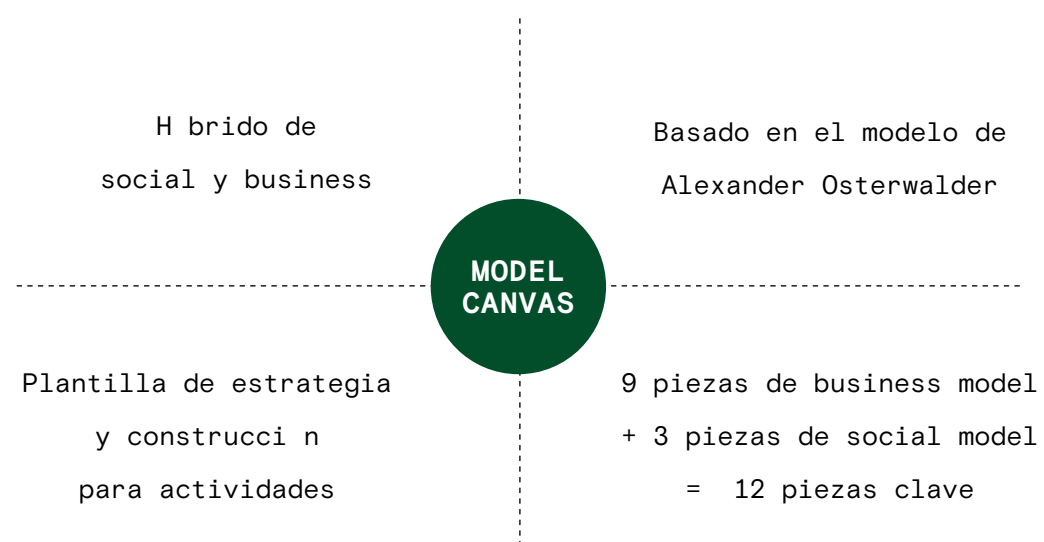 H brido de
social y business
Basado en el modelo de
Alexander Osterwalder
MODEL
CANVAS
Plantilla de estrategia
y construcci n
para actividades
9 piezas de business model
+ 3 piezas de social model
= 12 piezas clave